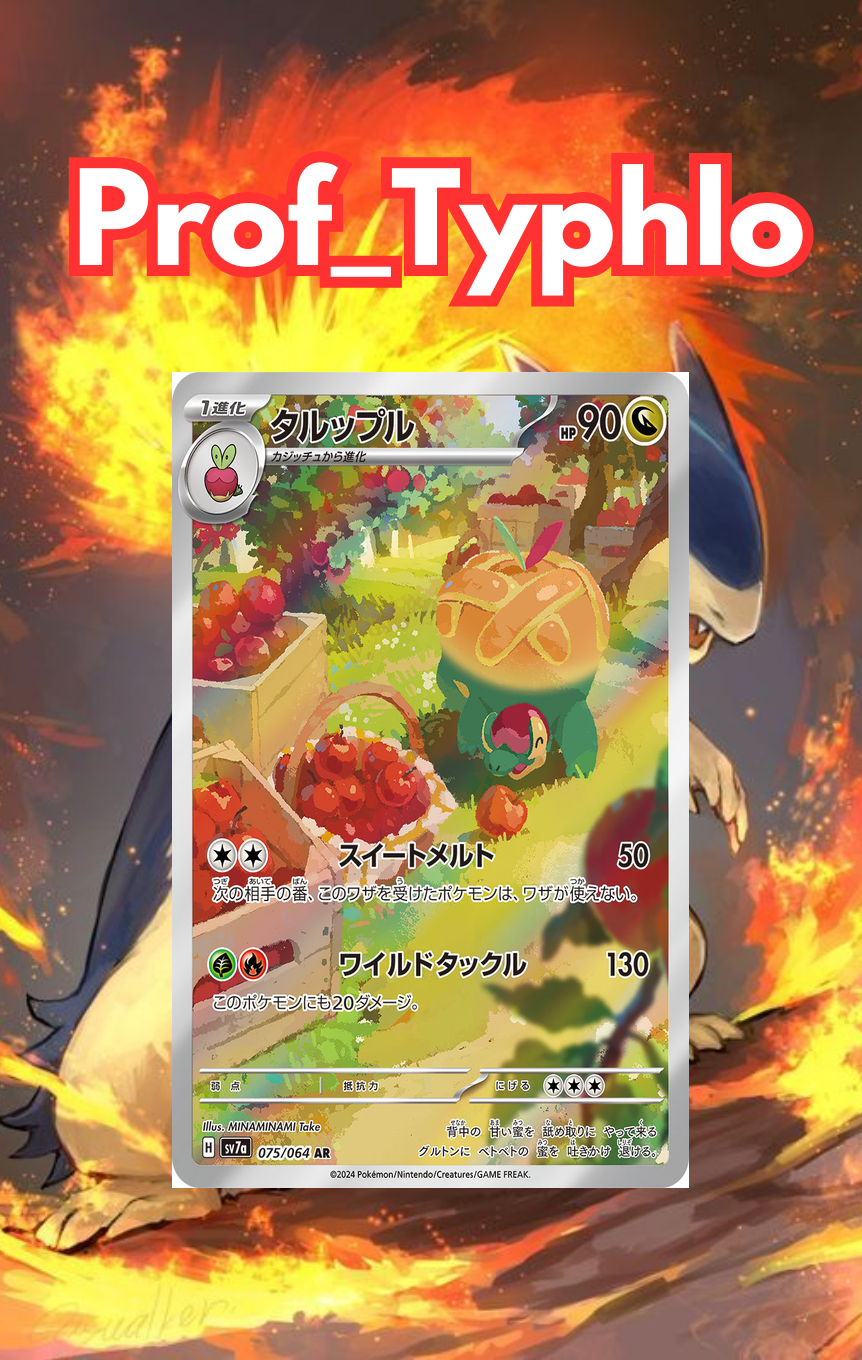 Prof_Typhlo
1進化
タルップル
HP90
カジッチュから進化
スイートメルト 50
次の相手の番、このワザを受けたポケモンは、ワザが使えない。
ワイルドタックル 130
このポケモンにも20ダメージ。
弱点 抵抗力 にげる
Illus. MINAMINAMI Take
背中の 甘い蜜を 舐め取りに やって来る
H sv7a 075/064 AR
グルトンに ベトベトの 蜜を 吐きかけ 退ける。
©2024 Pokémon/Nintendo/Creatures/GAME FREAK.